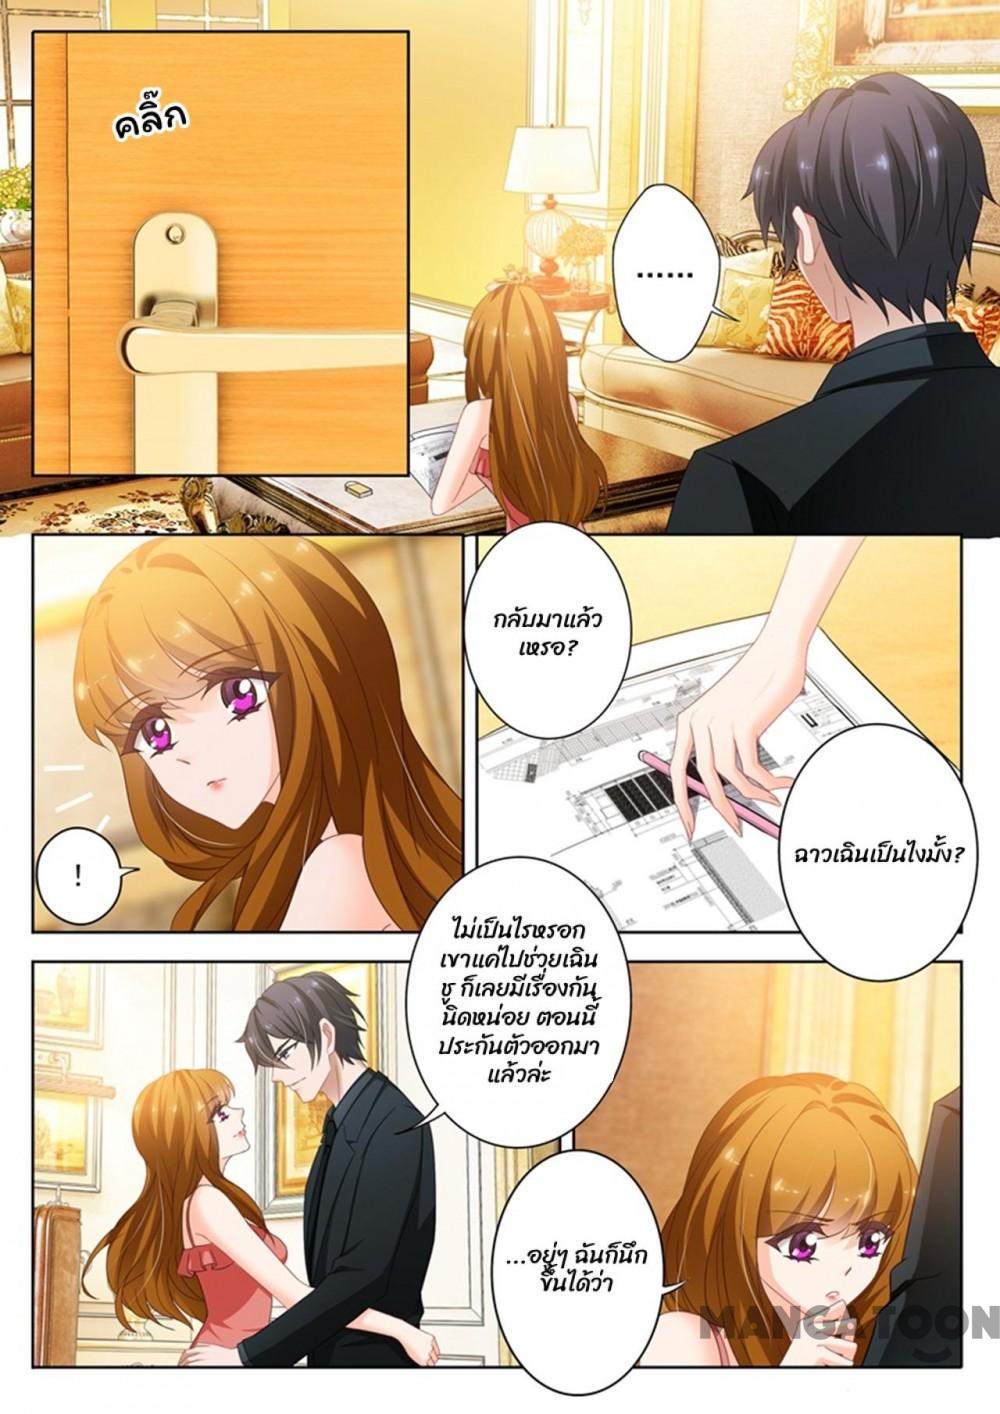 คลิ๊ก
......
กลับมาแล้ว
เหรอ?
ฉาวเฉินเป็นไงมั้ง?
!
ไม่เป็นไรหรอก
เขาแค่ไปช่วยเฉิน
ชู ก็เลยมีเรื่องกัน
นิดหน่อย ตอนนี้
ประกันตัวออกมา
แล้วล่ะ
...อยู่ๆ ฉันก็นึก
ขึ้นได้ว่า
MANGATOON